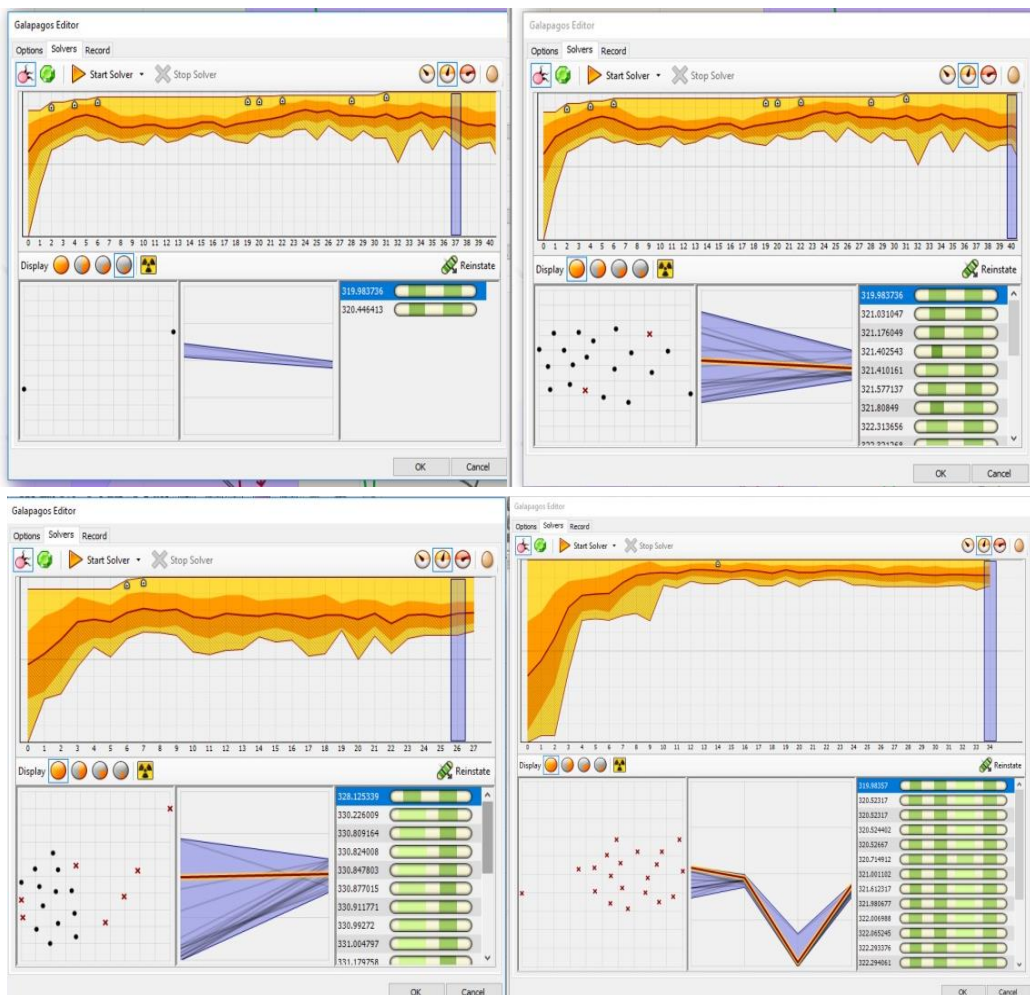 Galapagos Editor
Options Solvers Record
Start Solver Stop Solver
0 1 2 3 4 5 6 7 8 9 10 11 12 13 14 15 16 17 18 19 20 21 22 23 24 25 26 27 28 29 30 31 32 33 34 35 36 37 38 39 40
Display Reinstate
319.983736
320.446413
OK Cancel
Galapagos Editor
Options Solvers Record
Start Solver Stop Solver
0 1 2 3 4 5 6 7 8 9 10 11 12 13 14 15 16 17 18 19 20 21 22 23 24 25 26 27 28 29 30 31 32 33 34 35 36 37 38 39 40
Display Reinstate
319.983736
321.031047
321.176049
321.402543
321.410161
321.577137
321.80849
322.313656
OK Cancel
Galapagos Editor
Options Solvers Record
Start Solver Stop Solver
0 1 2 3 4 5 6 7 8 9 10 11 12 13 14 15 16 17 18 19 20 21 22 23 24 25 26 27
Display Reinstate
328.125339
330.226009
330.809164
330.824008
330.847803
330.877015
330.911771
330.99272
331.004797
331.179758
OK Cancel
Galapagos Editor
Options Solvers Record
Start Solver Stop Solver
0 1 2 3 4 5 6 7 8 9 10 11 12 13 14 15 16 17 18 19 20 21 22 23 24 25 26 27 28 29 30 31 32 33 34
Display Reinstate
319.98357
320.52317
320.52317
320.524402
320.52667
320.714912
321.001102
321.612317
321.980677
322.006988
322.065245
322.293376
322.294061
OK Cancel